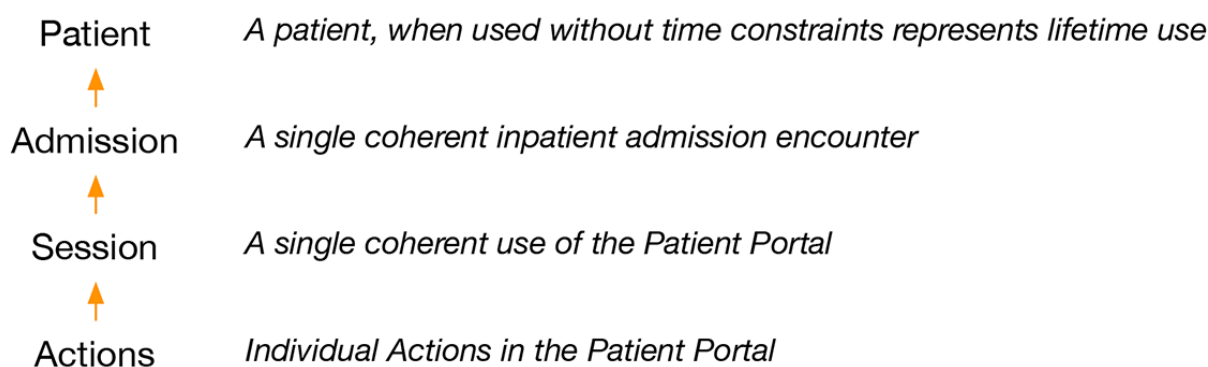 Patient A patient, when used without time constraints represents lifetime use
Admission A single coherent inpatient admission encounter
Session A single coherent use of the Patient Portal
Actions Individual Actions in the Patient Portal